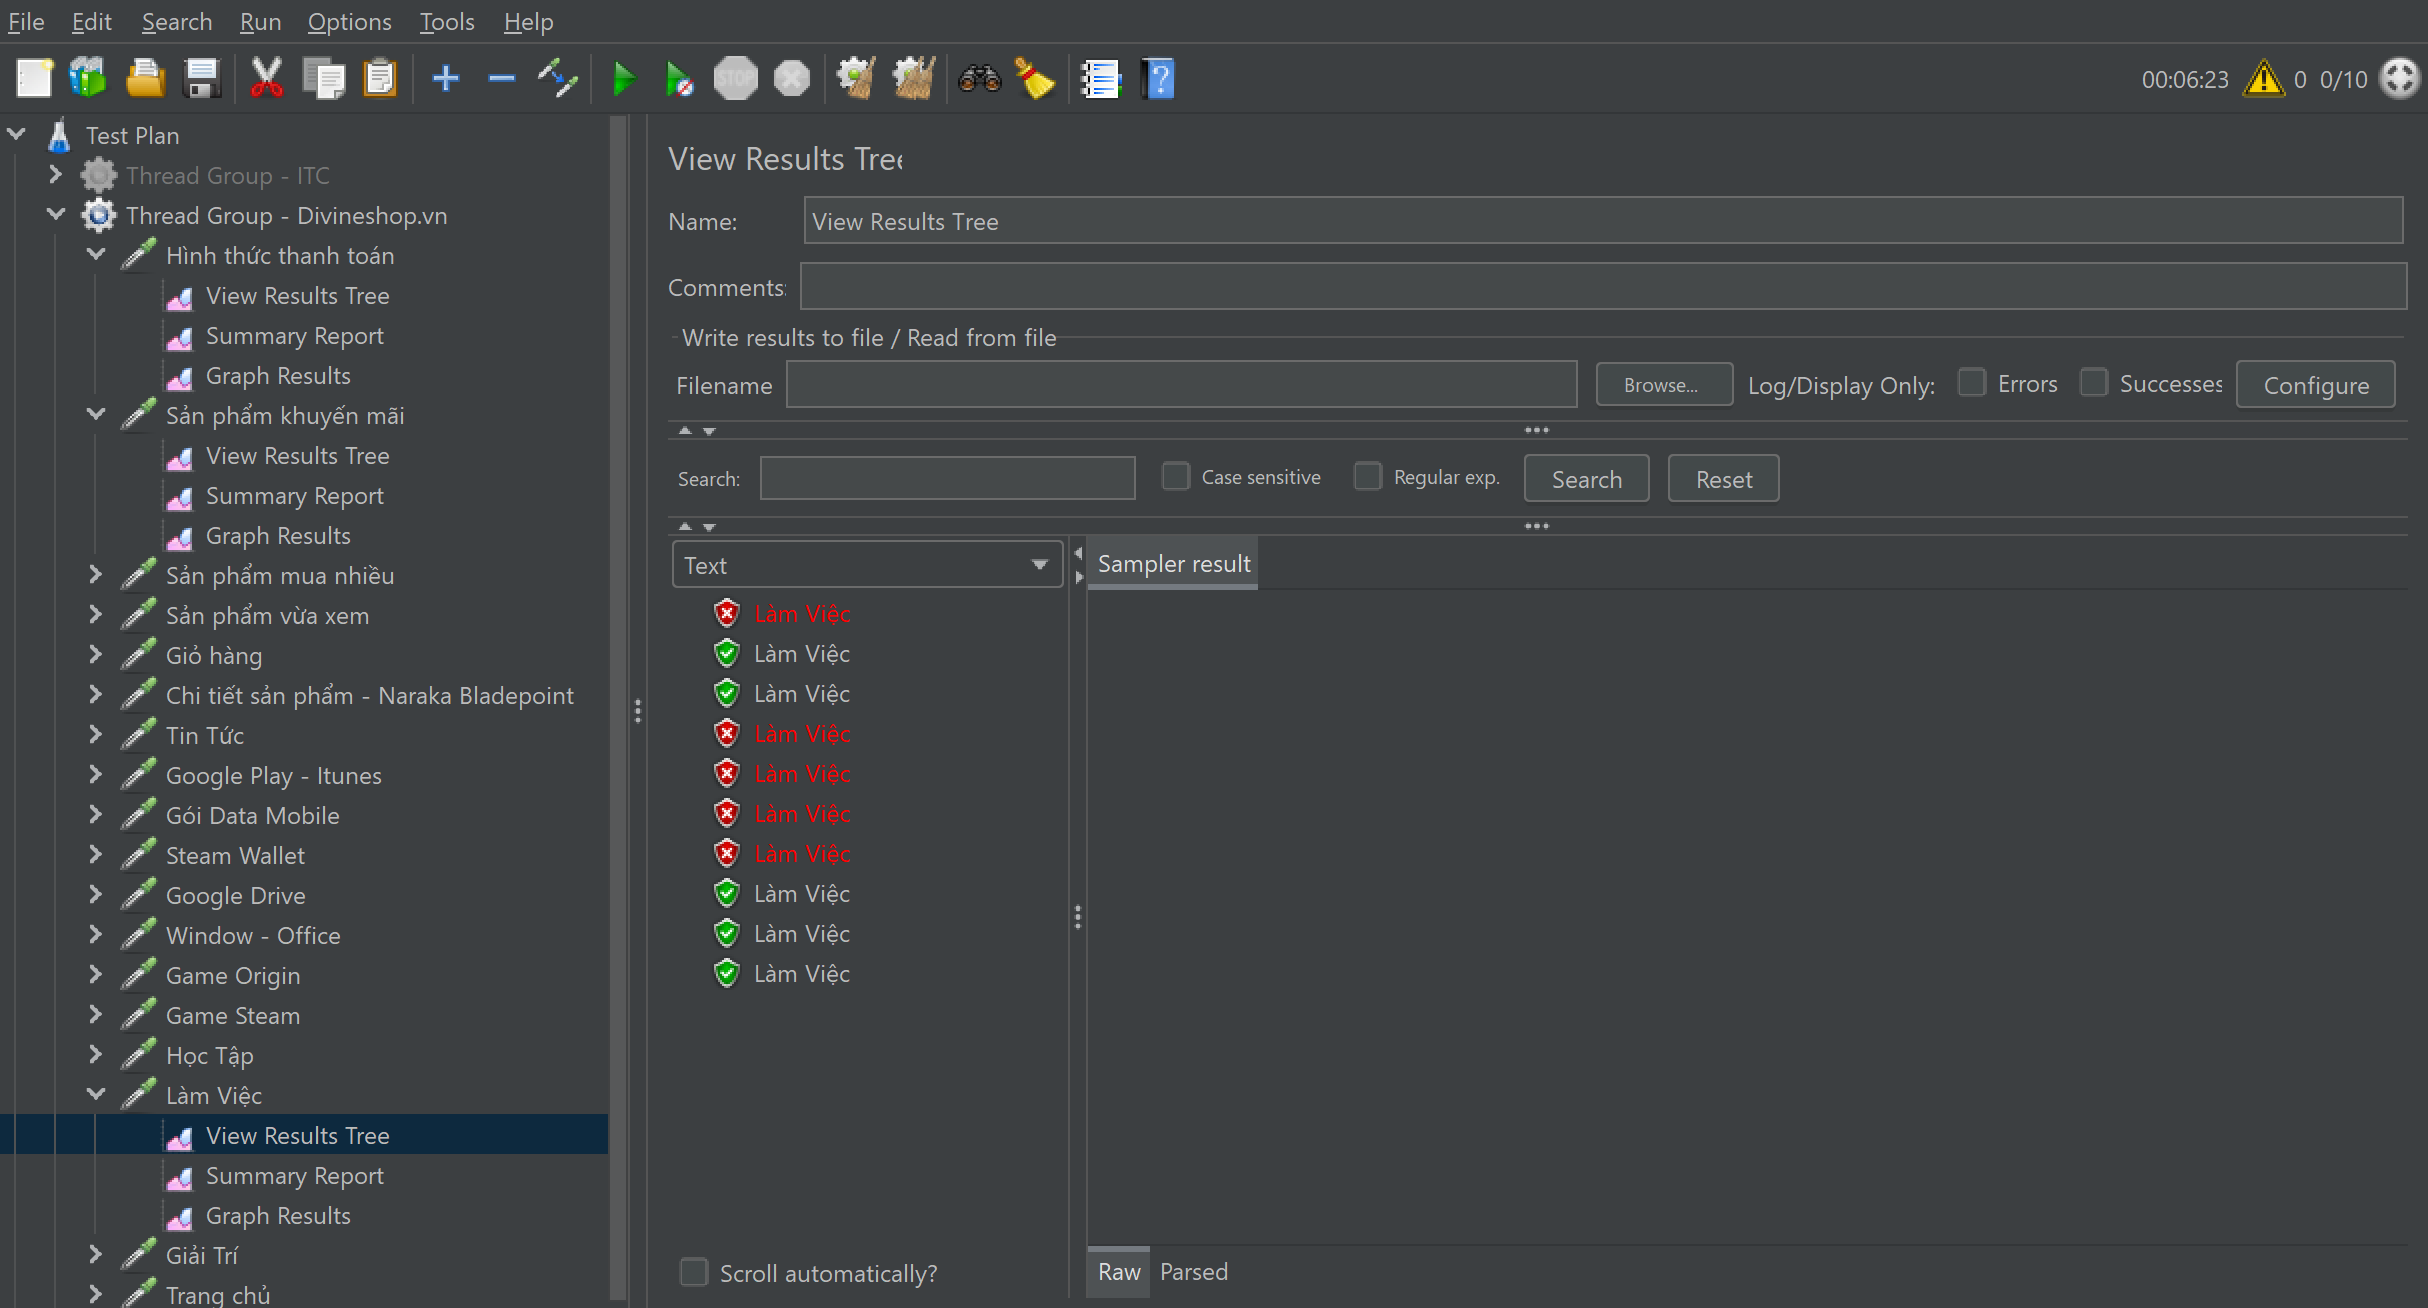 File Edit Search Run Options Tools Help
STOP
00:06:23 0 0/10
Test Plan
Thread Group - ITC
Thread Group - Divineshop.vn
Hình thức thanh toán
View Results Tree
Summary Report
Graph Results
Sản phẩm khuyến mãi
View Results Tree
Summary Report
Graph Results
Sản phẩm mua nhiều
Sản phẩm vừa xem
Giỏ hàng
Chi tiết sản phẩm - Naraka Bladepoint
Tin Tức
Google Play - Itunes
Gói Data Mobile
Steam Wallet
Google Drive
Window - Office
Game Origin
Game Steam
Học Tập
Làm Việc
View Results Tree
Summary Report
Graph Results
Giải Trí
Trang chủ
View Results Tree
Name: View Results Tree
Comments:
Write results to file / Read from file
Filename Browse... Log/Display Only: Errors Successes Configure
Search: Case sensitive Regular exp. Search Reset
Text
Làm Việc
Làm Việc
Làm Việc
Làm Việc
Làm Việc
Làm Việc
Làm Việc
Làm Việc
Làm Việc
Làm Việc
Scroll automatically?
Sampler result
Raw Parsed